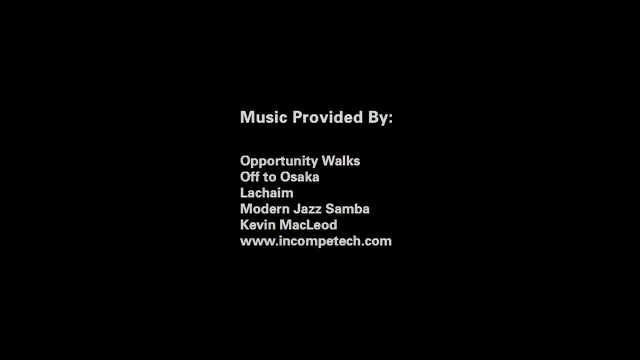 Music Provided By:
Opportunity Walks
Off to Osaka
Lachaim
Modern Jazz Samba
Kevin MacLeod
www.incompetech.com